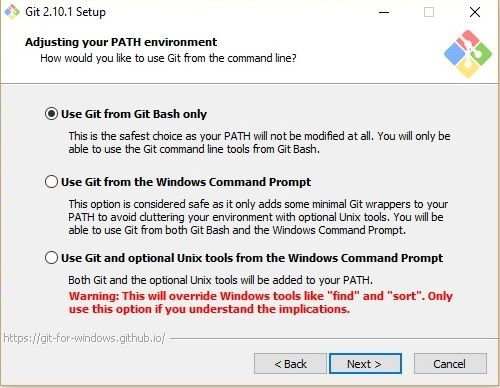 Git 2.10.1 Setup
Adjusting your PATH environment
How would you like to use Git from the command line?
Use Git from Git Bash only
This is the safest choice as your PATH will not be modified at all. You will only be
able to use the Git command line tools from Git Bash.
Use Git from the Windows Command Prompt
This option is considered safe as it only adds some minimal Git wrappers to your
PATH to avoid cluttering your environment with optional Unix tools. You will be
able to use Git from both Git Bash and the Windows Command Prompt.
Use Git and optional Unix tools from the Windows Command Prompt
Both Git and the optional Unix tools will be added to your PATH.
Warning: This will override Windows tools like "find" and "sort". Only
use this option if you understand the implications.
https://git-for-windows.github.io/
< Back Next > Cancel